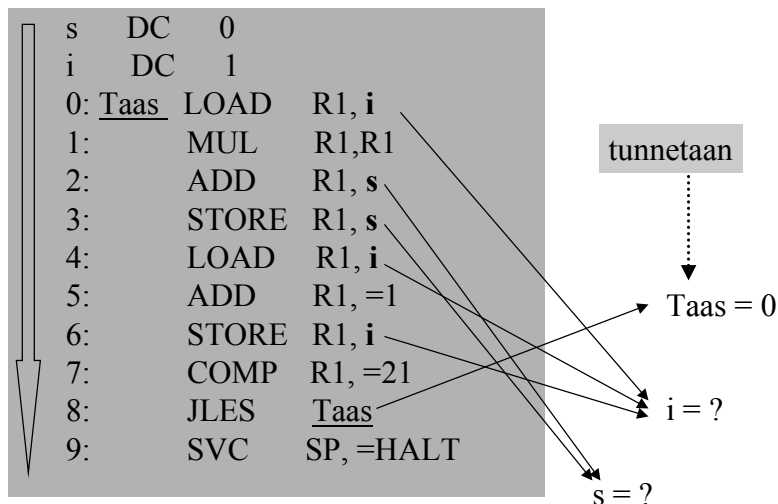 s DC 0
i DC 1
0: Taas LOAD R1, i
1: MUL R1,R1
2: ADD R1, s
3: STORE R1, s
4: LOAD R1, i
5: ADD R1, =1
6: STORE R1, i
7: COMP R1, =21
8: JLES Taas
9: SVC SP, =HALT
tunnetaan
Taas = 0
i = ?
s = ?